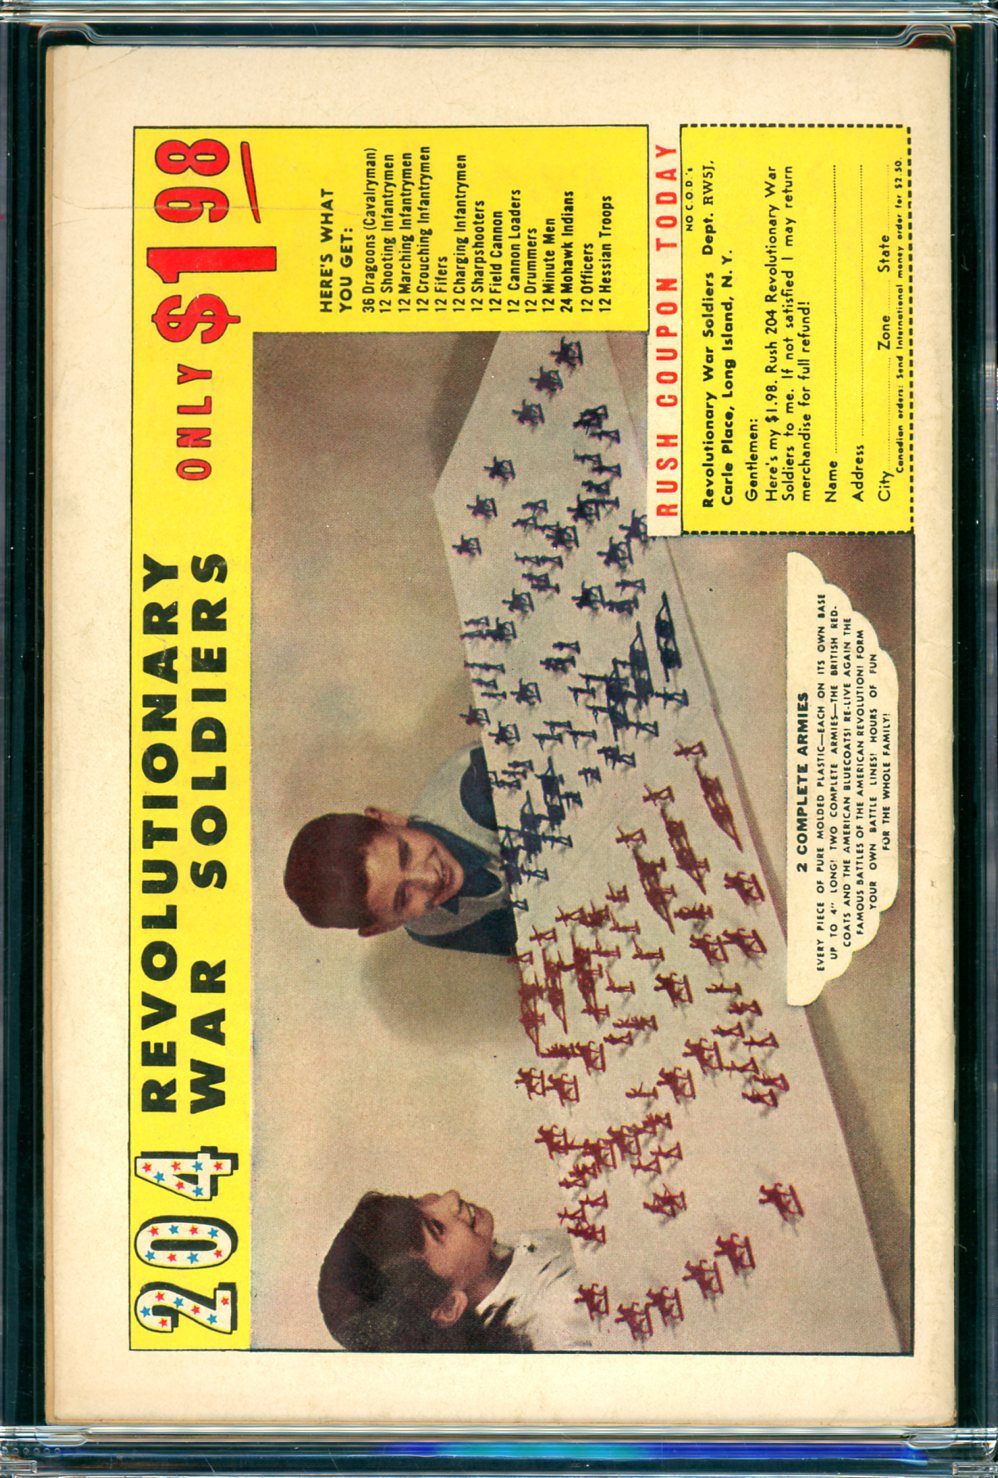 204 REVOLUTIONARY
WAR SOLDIERS
ONLY $1 98
HERE'S WHAT
YOU GET:
36 Dragoons (Cavalryman)
12 Shooting Infantrymen
12 Marching Infantrymen
12 Crouching Infantrymen
12 Fifers
12 Charging Infantrymen
12 Sharpshooters
12 Field Cannon
12 Cannon Loaders
12 Drummers
12 Minute Men
24 Mohawk Indians
12 Officers
12 Hessian Troops
2 COMPLETE ARMIES
EVERY PIECE OF PURE MOLDED PLASTIC—EACH ON ITS OWN BASE
UP TO 4" LONG! TWO COMPLETE ARMIES—THE BRITISH RED-
COATS AND THE AMERICAN BLUECOATS! RE-LIVE AGAIN THE
FAMOUS BATTLES OF THE AMERICAN REVOLUTION! FORM
YOUR OWN BATTLE LINES! HOURS OF FUN
FOR THE WHOLE FAMILY!
RUSH COUPON TODAY
NO C.O.D.'s
Revolutionary War Soldiers Dept. RW5J,
Carle Place, Long Island, N. Y.
Gentlemen:
Here's my $1.98. Rush 204 Revolutionary War
Soldiers to me. If not satisfied I may return
merchandise for full refund!
Name
Address
City Zone State
Canadian orders: Send International money order for $2.50.